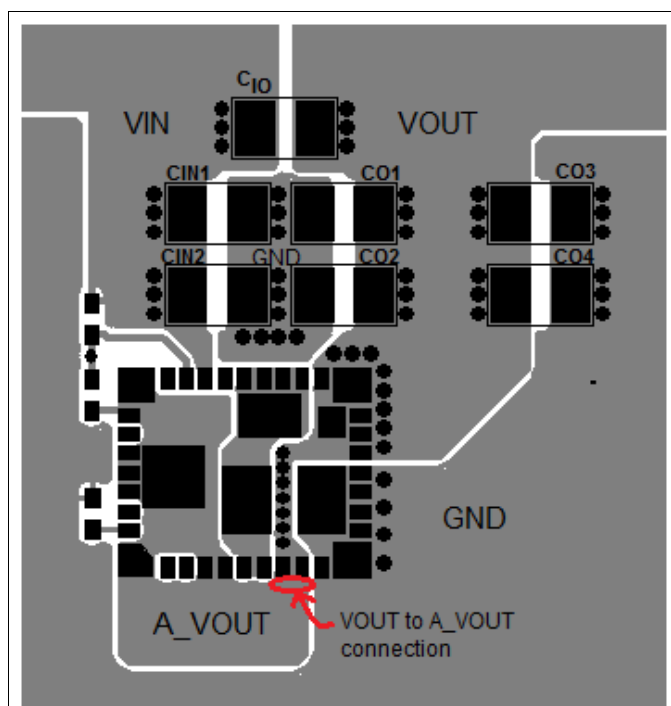 CIO
VIN
VOUT
CIN1
CO1
CO3
CIN2
GND
CO2
CO4
GND
A_VOUT
VOUT to A_VOUT
connection